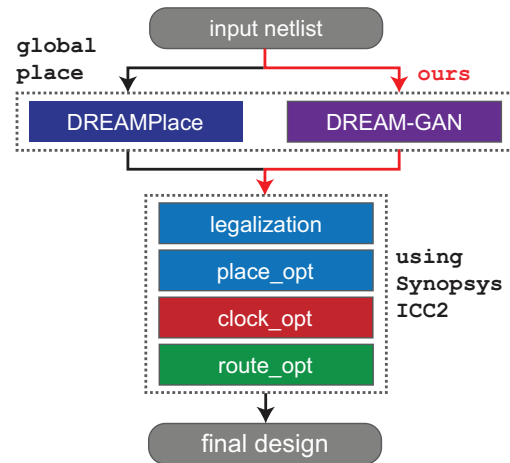 input netlist
global
place
ours
DREAMPlace
DREAM-GAN
legalization
place_opt
clock_opt
route_opt
using
Synopsys
ICC2
final design